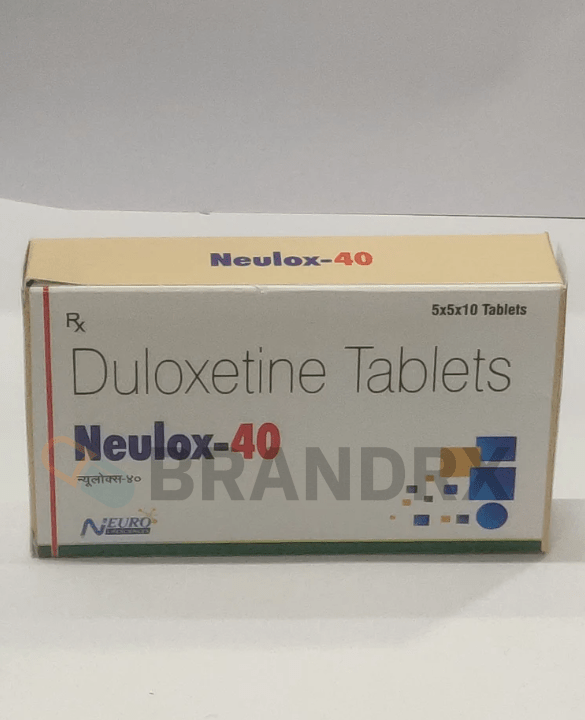 Neulox-40
Rx
5x5x10 Tablets
Duloxetine Tablets
Neulox-40
BRANDRX
न्यूलोक्स-४०
NEURO